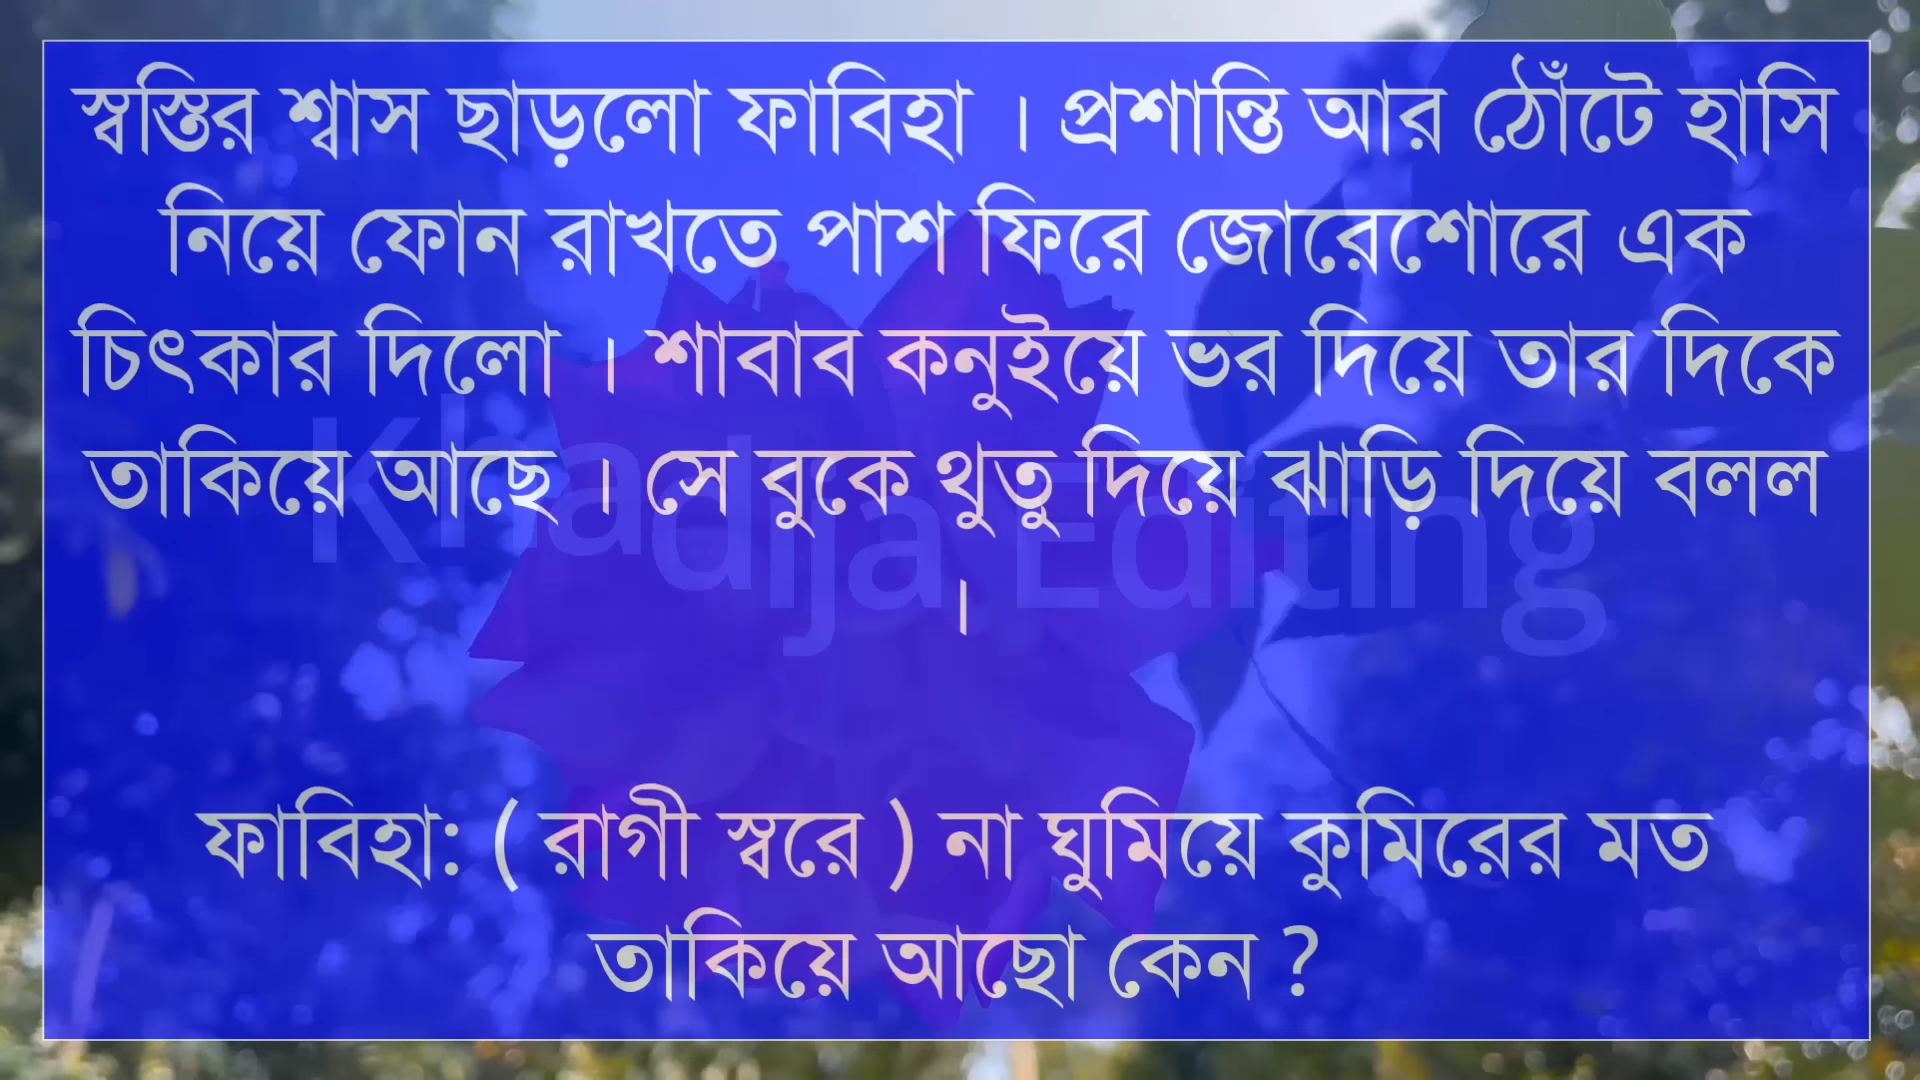 স্বস্তির শ্বাস ছাড়লো ফাবিহা । প্রশান্তি আর ঠোঁটে হাসি
নিয়ে ফোন রাখতে পাশ ফিরে জোরেশোরে এক
চিৎকার দিলো । শাবাব কনুইয়ে ভর দিয়ে তার দিকে
তাকিয়ে আছে । সে বুকে থুতু দিয়ে ঝাড়ি দিয়ে বলল
।
Khadija Editing
ফাবিহা: ( রাগী স্বরে ) না ঘুমিয়ে কুমিরের মত
তাকিয়ে আছো কেন ?